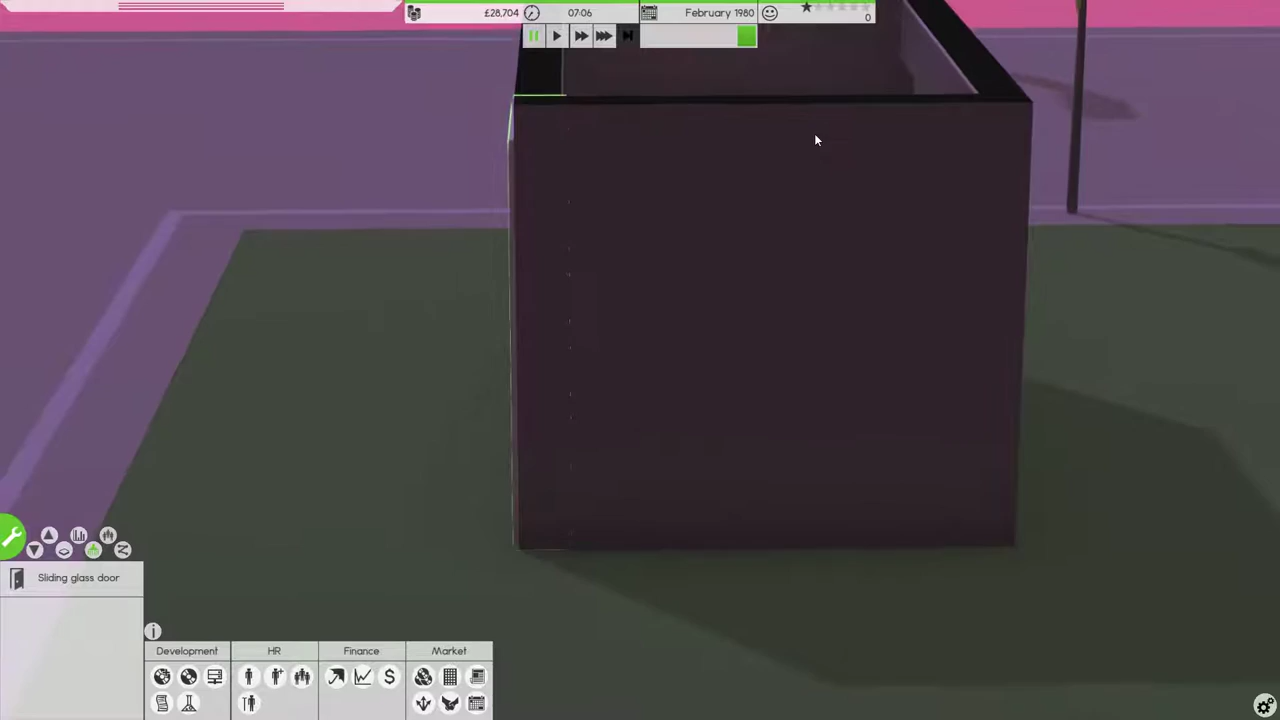 £28,704
07:06
February 1980
0
Sliding glass door
Development
HR
Finance
Market